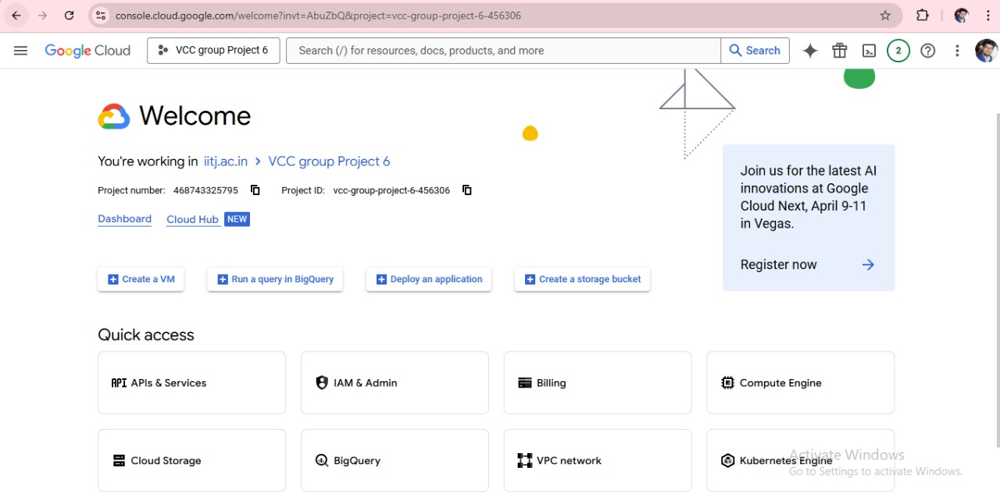 console.cloud.google.com/welcome?invt=AbuZbQ&project=vcc-group-project-6-456306
Google Cloud VCC group Project 6 Search (/) for resources, docs, products, and more Search 2
Welcome
You're working in iitj.ac.in > VCC group Project 6
Project number: 468743325795 Project ID: vcc-group-project-6-456306
Dashboard Cloud Hub NEW
Join us for the latest AI
innovations at Google
Cloud Next, April 9-11
in Vegas.
Register now
Create a VM Run a query in BigQuery Deploy an application Create a storage bucket
Quick access
API APIs & Services IAM & Admin Billing Compute Engine
Cloud Storage BigQuery VPC network Kubernetes Engine
Activate Windows
Go to Settings to activate Windows.